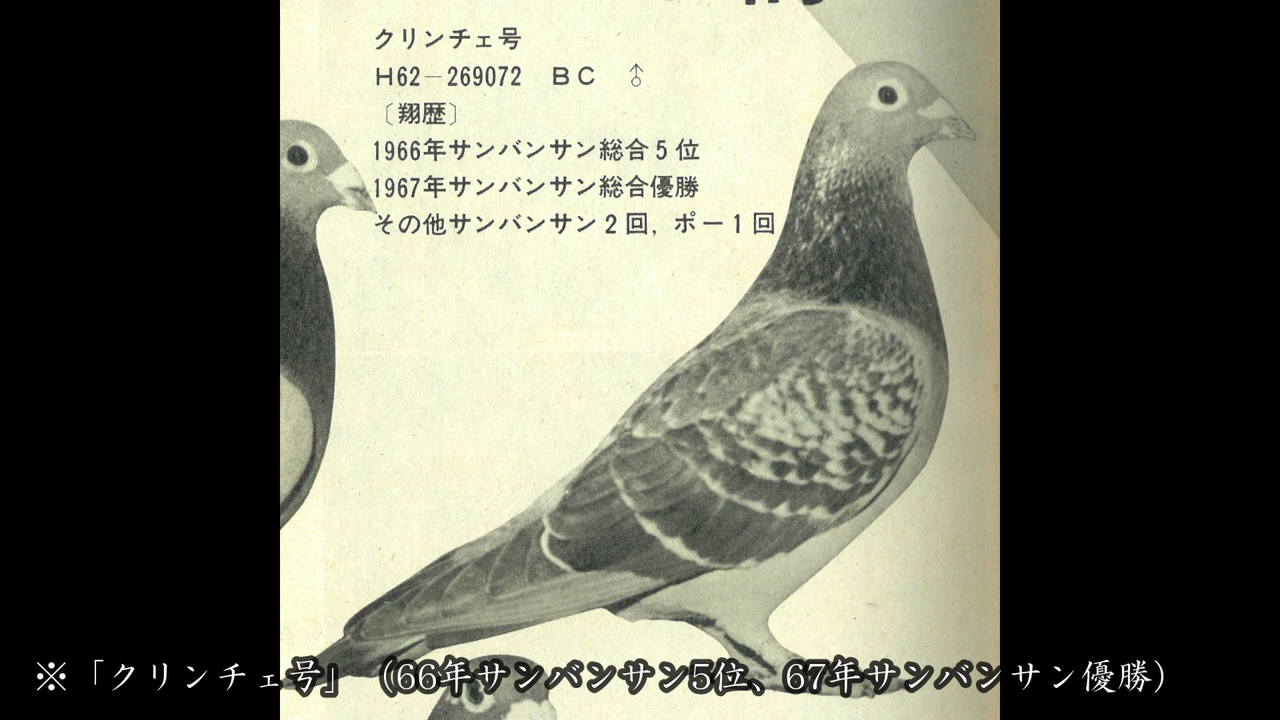 クリンチェ号
H62－269072 BC ♂
〔翔歴〕
1966年サンバンサン総合5位
1967年サンバンサン総合優勝
その他サンバンサン2回，ポー1回
※「クリンチェ号」（66年サンバンサン5位、67年サンバンサン優勝）